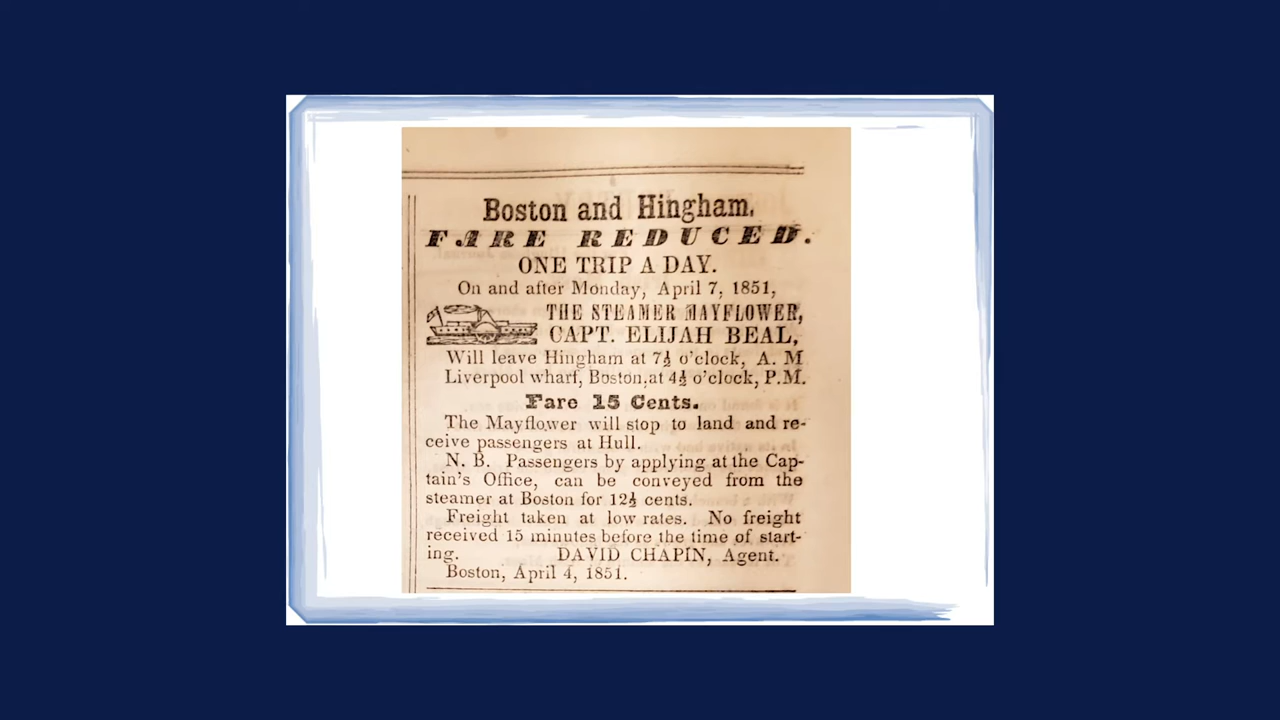 Boston and Hingham.
FARE REDUCED.
ONE TRIP A DAY.
On and after Monday, April 7, 1851,
THE STEAMER MAYFLOWER,
CAPT. ELIJAH BEAL,
Will leave Hingham at 7½ o'clock, A. M
Liverpool wharf, Boston,at 4½ o'clock, P.M.
Fare 15 Cents.
The Mayflower will stop to land and re-
ceive passengers at Hull.
N. B. Passengers by applying at the Cap-
tain's Office, can be conveyed from the
steamer at Boston for 12½ cents.
Freight taken at low rates. No freight
received 15 minutes before the time of start-
ing. DAVID CHAPIN, Agent.
Boston, April 4, 1851.